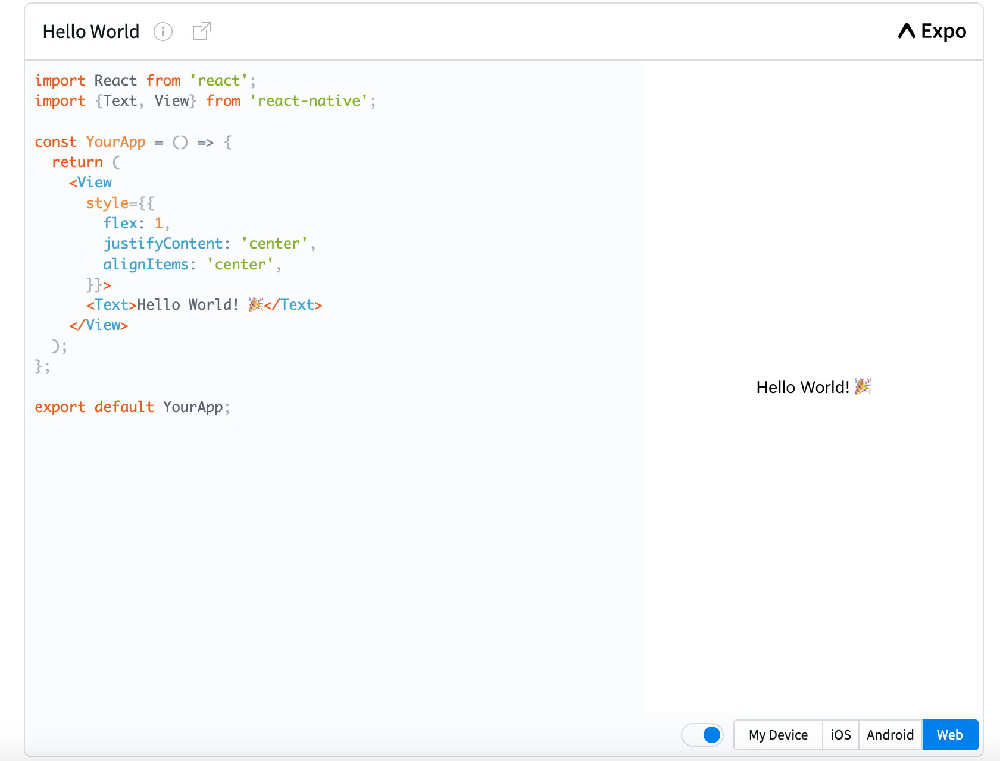 Hello World
Expo
import React from 'react';
import {Text, View} from 'react-native';

const YourApp = () => {
  return (
    <View
      style={{
        flex: 1,
        justifyContent: 'center',
        alignItems: 'center',
      }}>
      <Text>Hello World! 🎉</Text>
    </View>
  );
};

export default YourApp;
Hello World! 🎉
My Device iOS Android Web